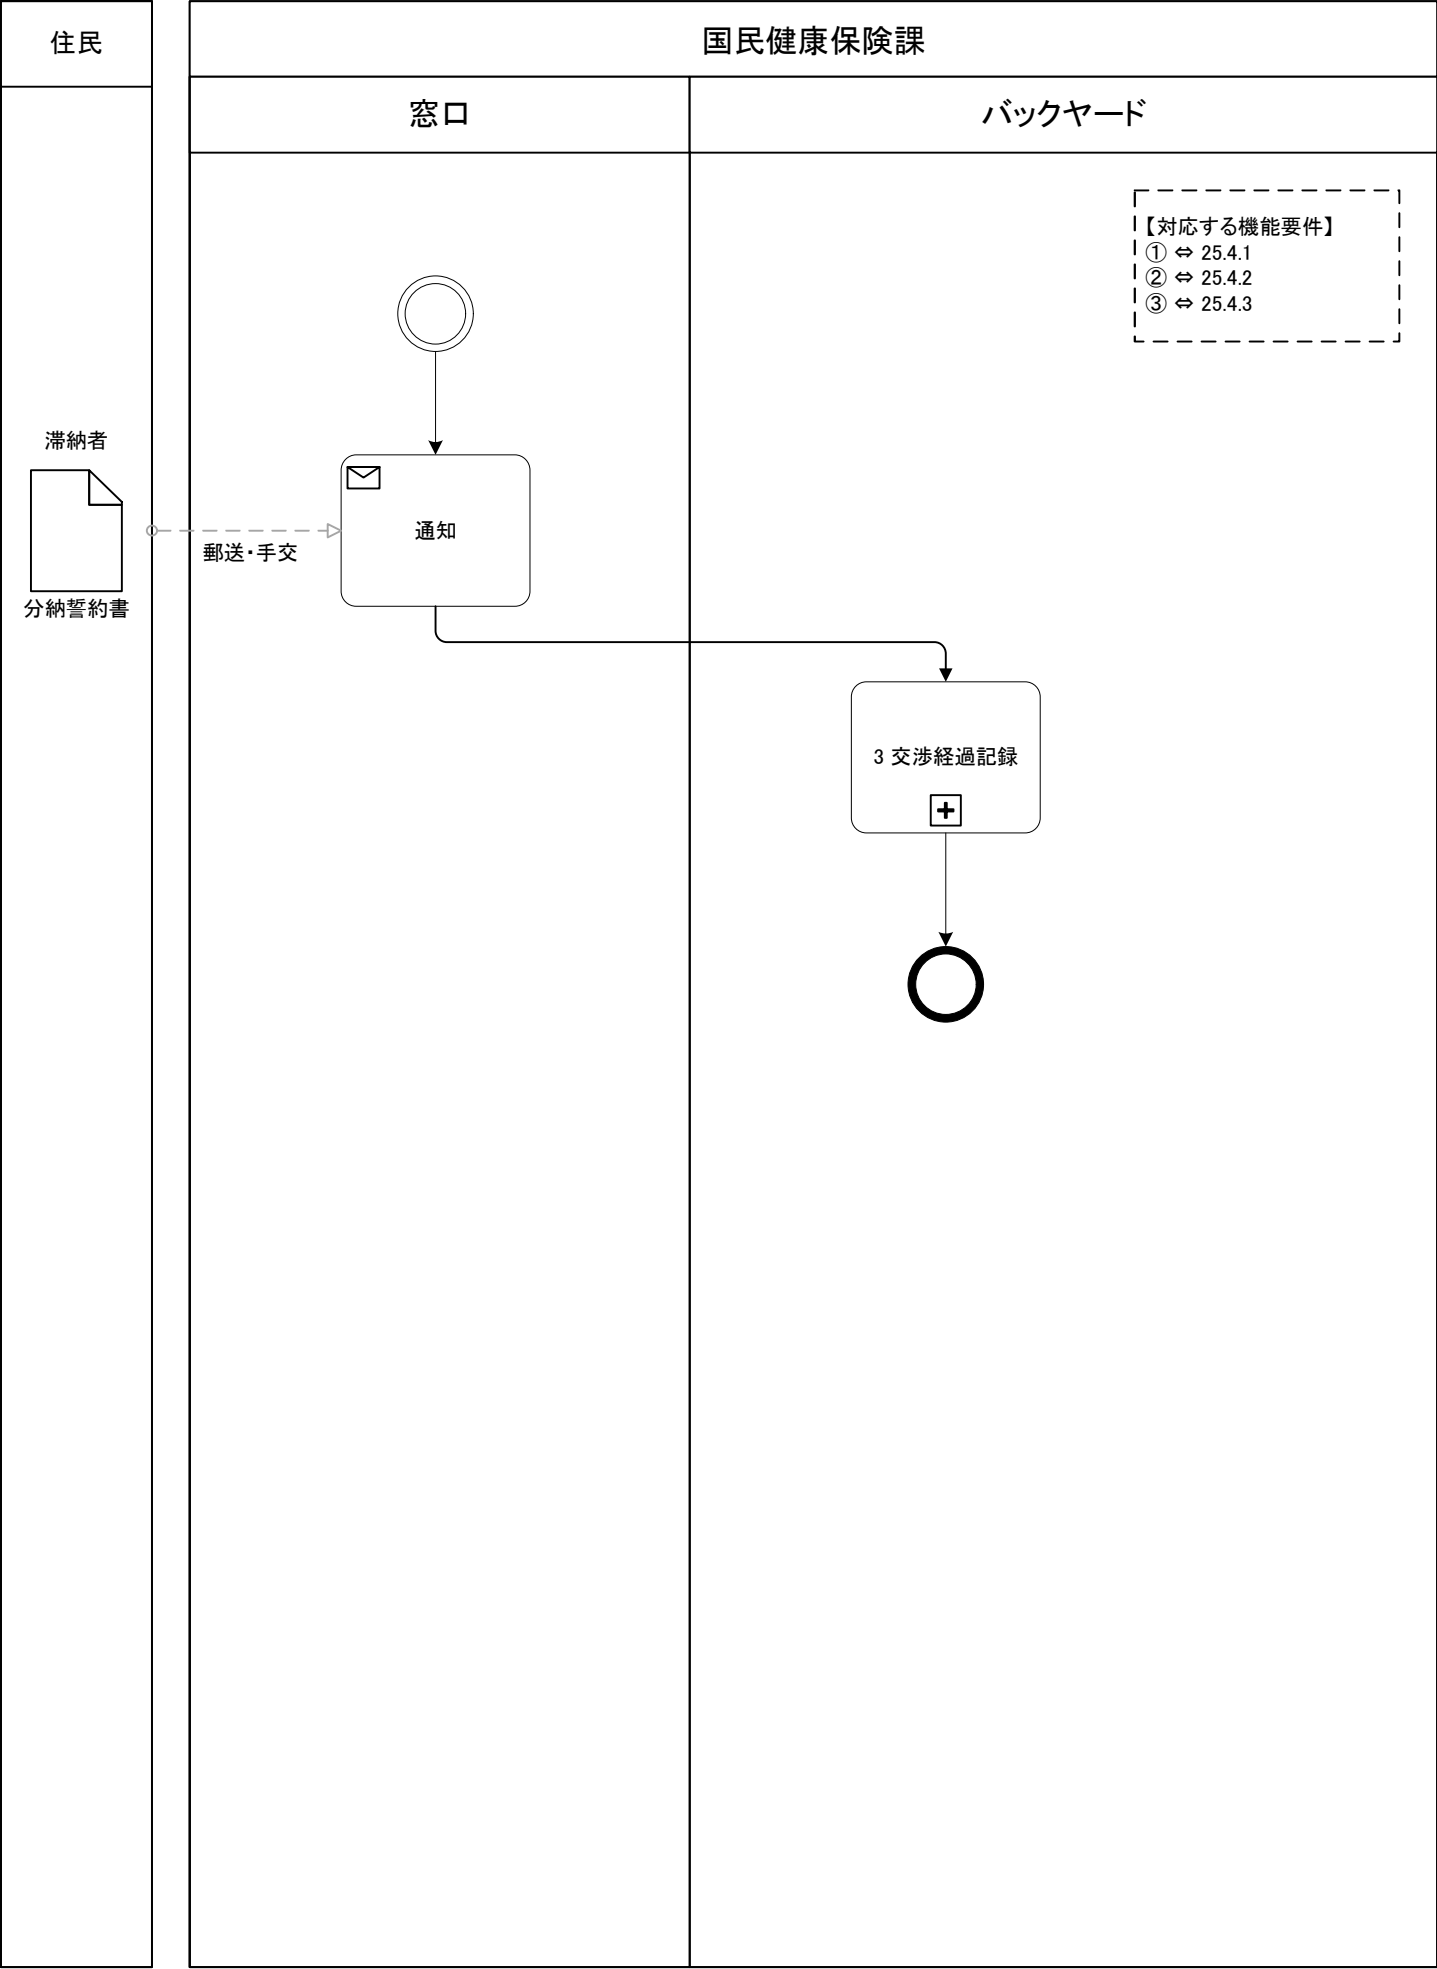 住民
国民健康保険課
窓口
バックヤード
【対応する機能要件】
① ⇔ 25.4.1
② ⇔ 25.4.2
③ ⇔ 25.4.3
滞納者
分納誓約書
郵送・手交
通知
3 交渉経過記録